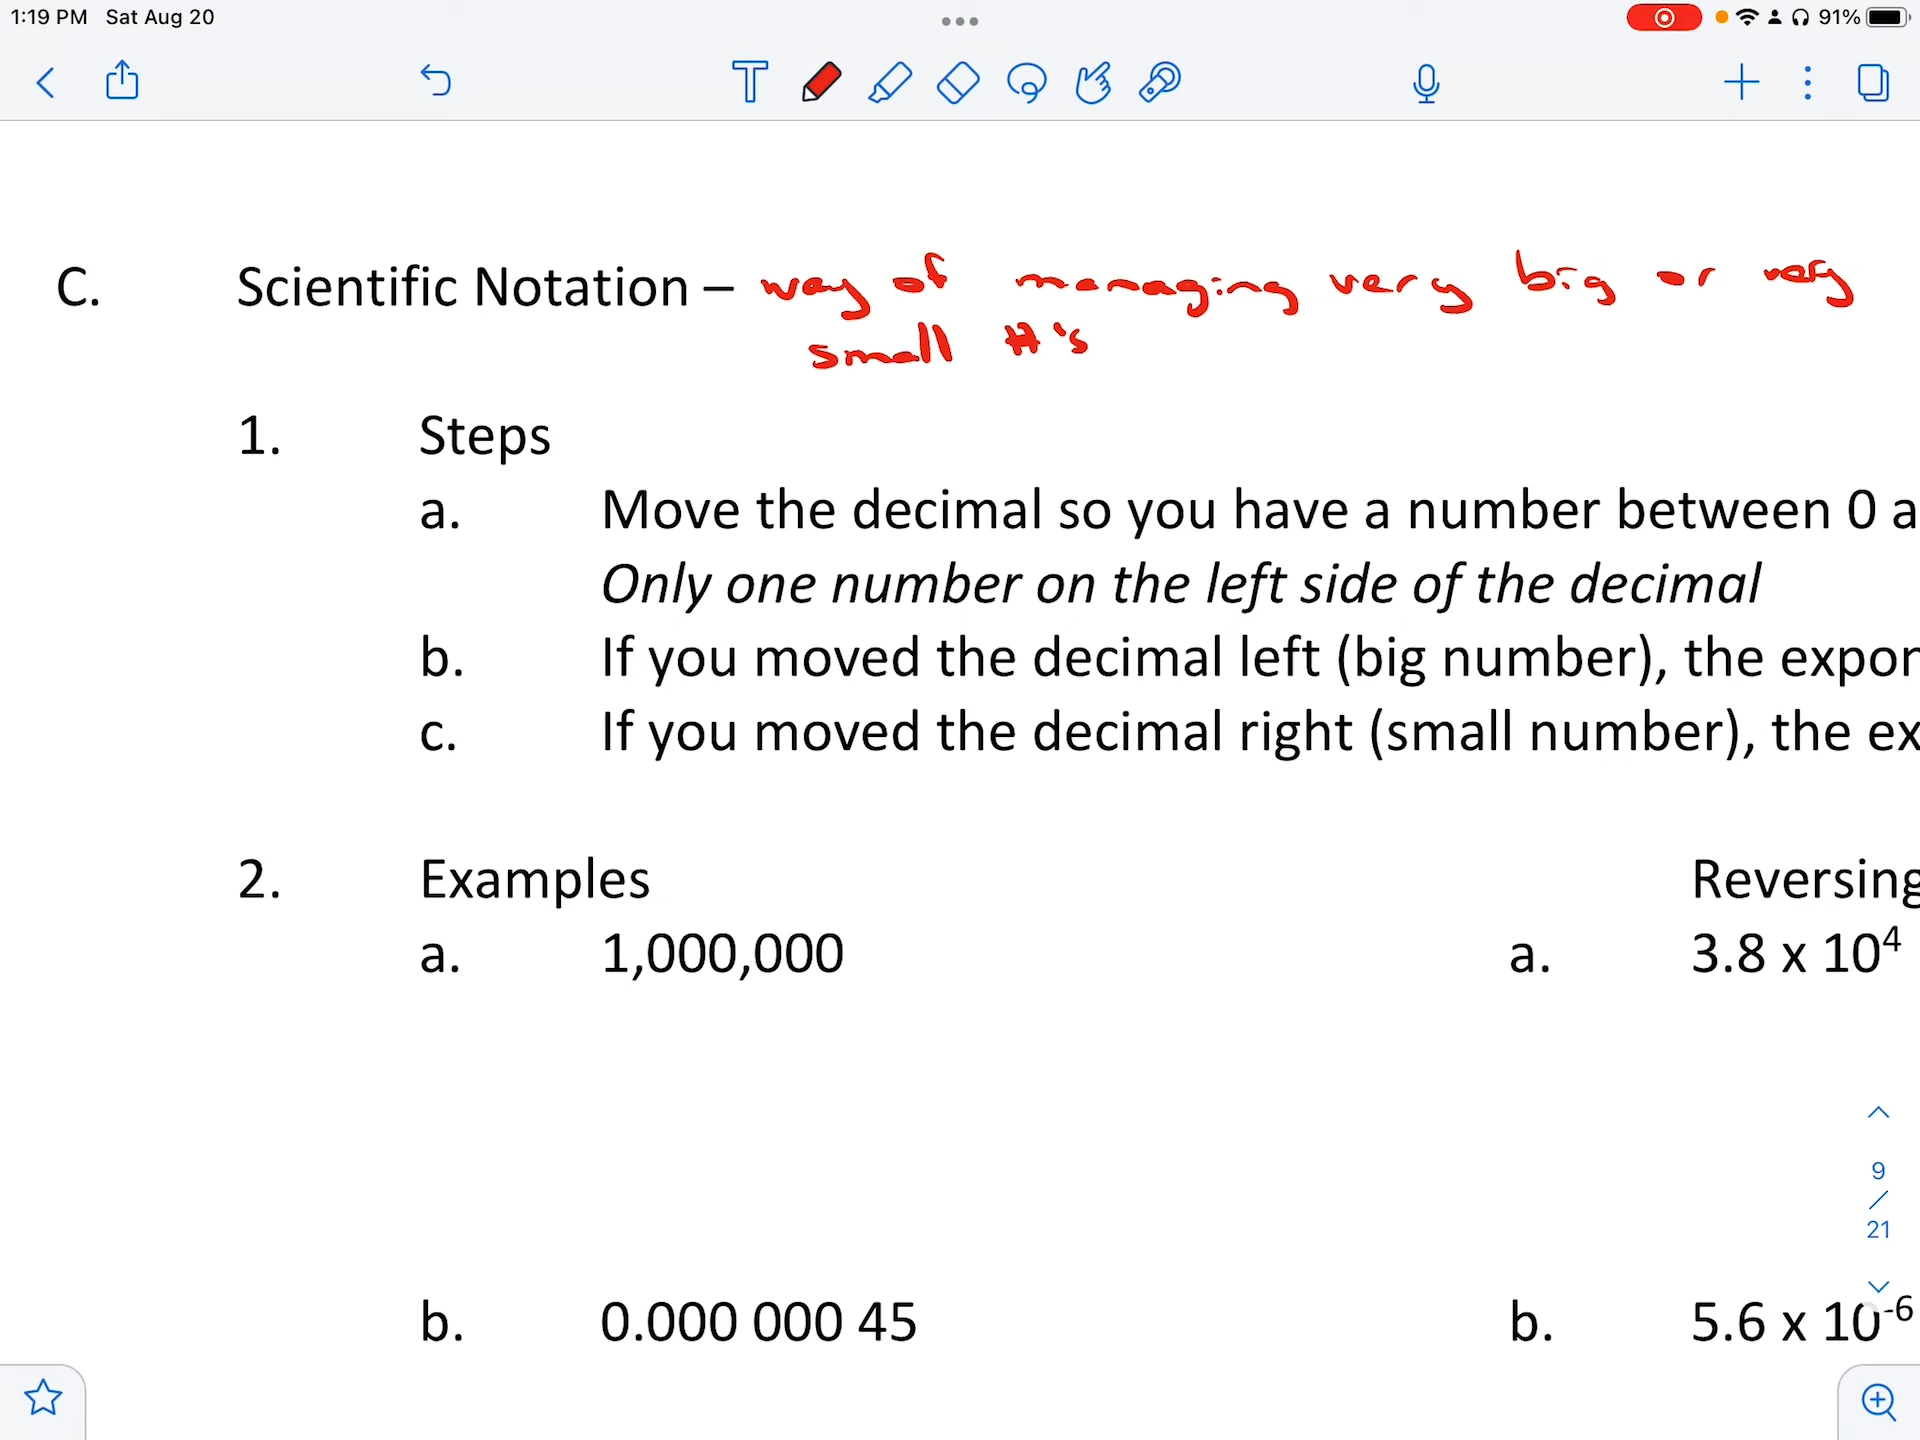 1:19 PM Sat Aug 20
91%
C. Scientific Notation – way of managing very big or very
small #'s
1. Steps
a. Move the decimal so you have a number between 0 a
Only one number on the left side of the decimal
b. If you moved the decimal left (big number), the expon
c. If you moved the decimal right (small number), the ex
2. Examples Reversing
a. 1,000,000 a. 3.8 x 10⁴
9
/
21
b. 0.000 000 45 b. 5.6 x 10⁻⁶